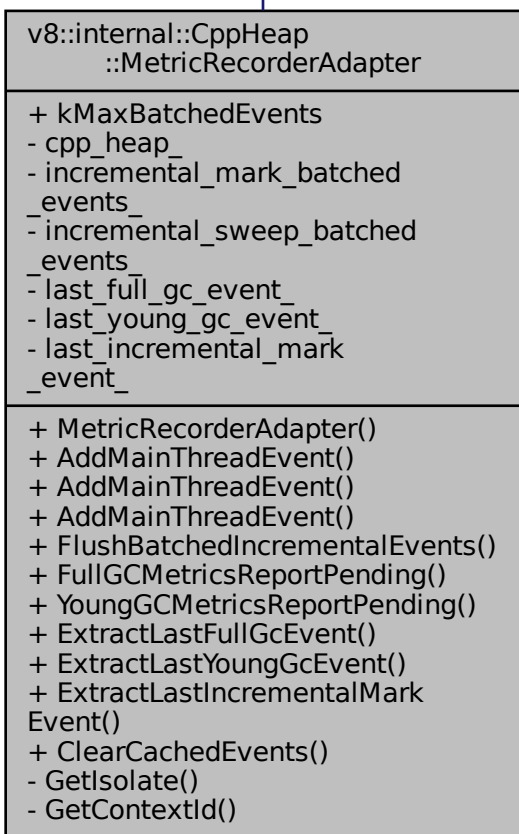 v8::internal::CppHeap
::MetricRecorderAdapter
+ kMaxBatchedEvents
- cpp_heap_
- incremental_mark_batched
_events_
- incremental_sweep_batched
_events_
- last_full_gc_event_
- last_young_gc_event_
- last_incremental_mark
_event_
+ MetricRecorderAdapter()
+ AddMainThreadEvent()
+ AddMainThreadEvent()
+ AddMainThreadEvent()
+ FlushBatchedIncrementalEvents()
+ FullGCMetricsReportPending()
+ YoungGCMetricsReportPending()
+ ExtractLastFullGcEvent()
+ ExtractLastYoungGcEvent()
+ ExtractLastIncrementalMark
Event()
+ ClearCachedEvents()
- GetIsolate()
- GetContextId()